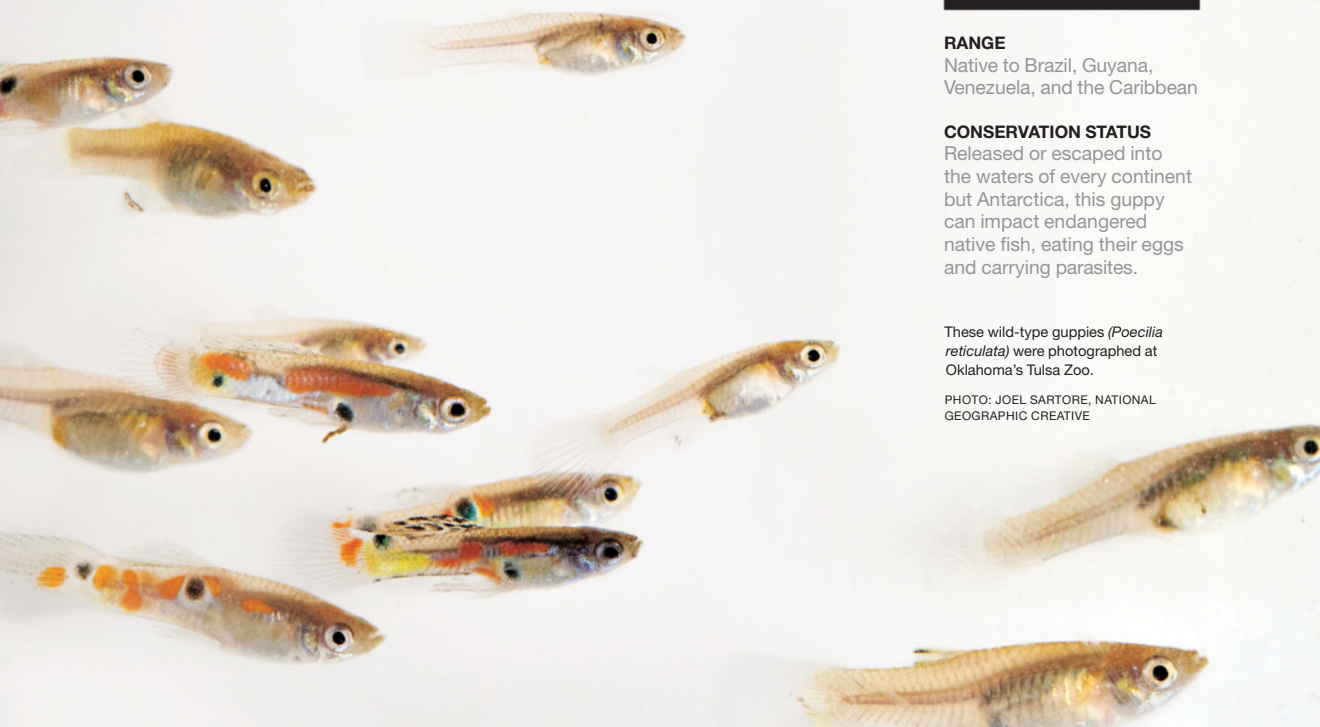 RANGE
Native to Brazil, Guyana,
Venezuela, and the Caribbean
CONSERVATION STATUS
Released or escaped into
the waters of every continent
but Antarctica, this guppy
can impact endangered
native fish, eating their eggs
and carrying parasites.
These wild-type guppies (Poecilia
reticulata) were photographed at
Oklahoma's Tulsa Zoo.
PHOTO: JOEL SARTORE, NATIONAL
GEOGRAPHIC CREATIVE